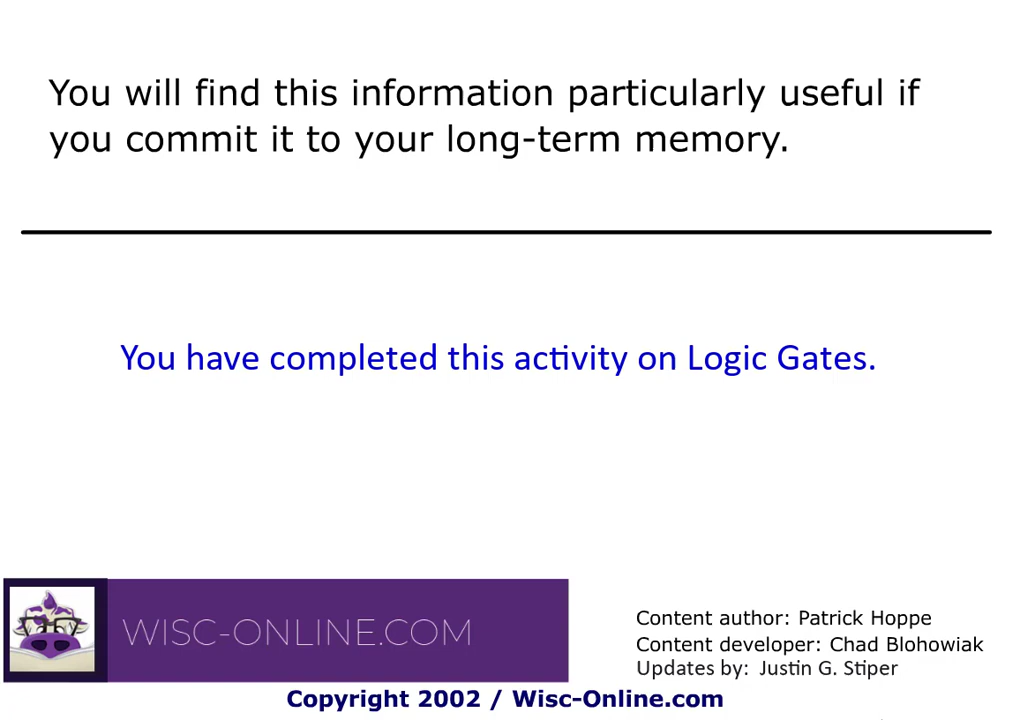 You will find this information particularly useful if
you commit it to your long-term memory.
You have completed this activity on Logic Gates.
WISC-ONLINE.COM
Content author: Patrick Hoppe
Content developer: Chad Blohowiak
Updates by: Justin G. Stiper
Copyright 2002 / Wisc-Online.com